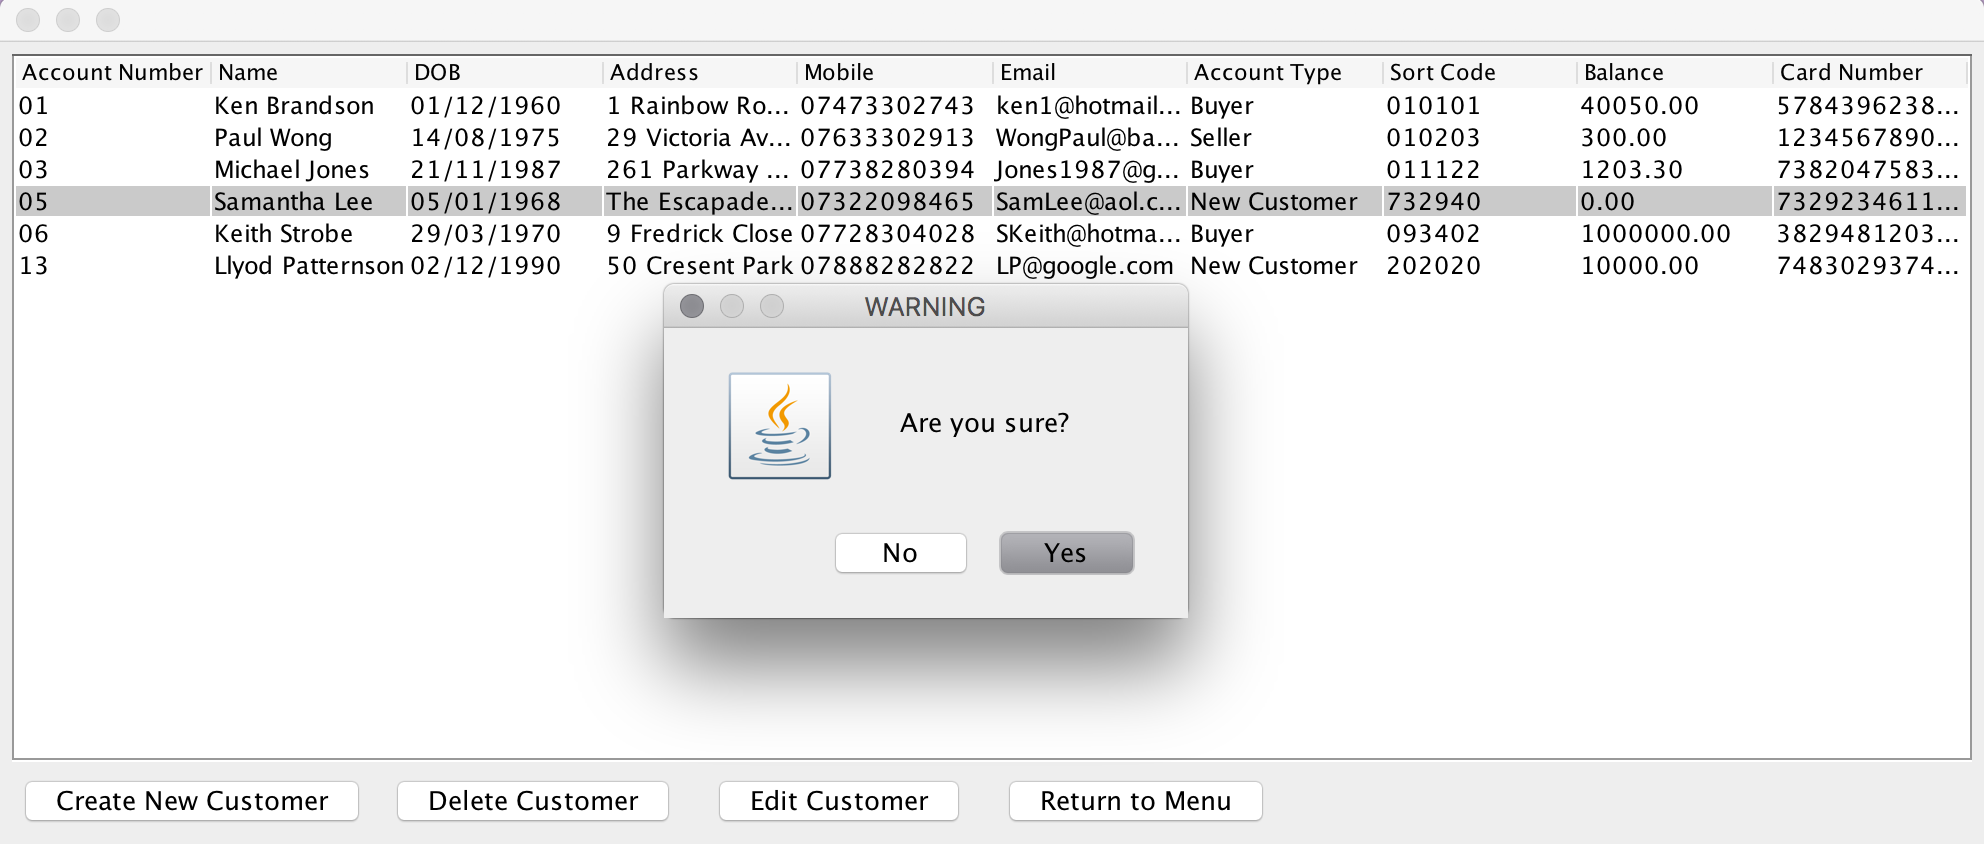 Account Number Name DOB Address Mobile Email Account Type Sort Code Balance Card Number
01 Ken Brandson 01/12/1960 1 Rainbow Ro... 07473302743 ken1@hotmail... Buyer 010101 40050.00 5784396238...
02 Paul Wong 14/08/1975 29 Victoria Av... 07633302913 WongPaul@ba... Seller 010203 300.00 1234567890...
03 Michael Jones 21/11/1987 261 Parkway ... 07738280394 Jones1987@g... Buyer 011122 1203.30 7382047583...
05 Samantha Lee 05/01/1968 The Escapade... 07322098465 SamLee@aol.c... New Customer 732940 0.00 7329234611...
06 Keith Strobe 29/03/1970 9 Fredrick Close 07728304028 SKeith@hotma... Buyer 093402 1000000.00 3829481203...
13 Llyod Patternson 02/12/1990 50 Cresent Park 07888282822 LP@google.com New Customer 202020 10000.00 7483029374...
WARNING
Are you sure?
No Yes
Create New Customer Delete Customer Edit Customer Return to Menu